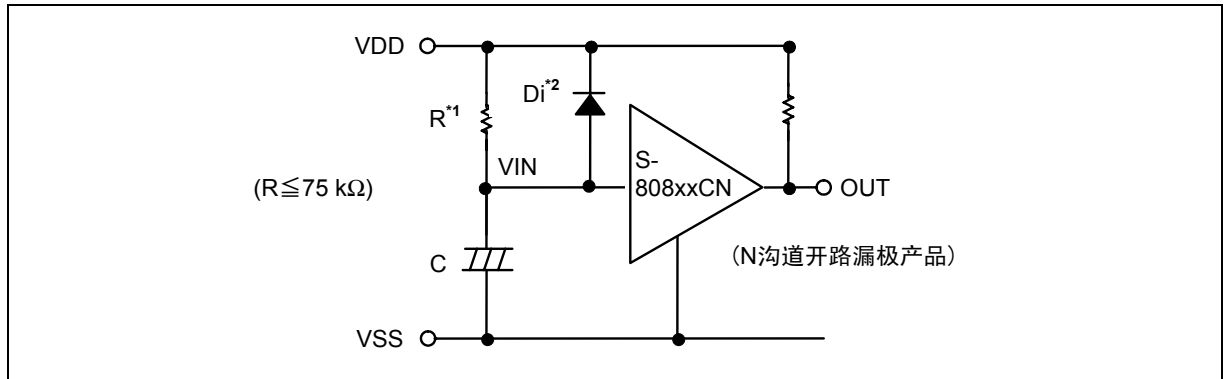 VDD
Di*2
R*1
VIN
S-
808xxCN
(R≦75 kΩ)
OUT
C
（N沟道开路漏极产品）
VSS